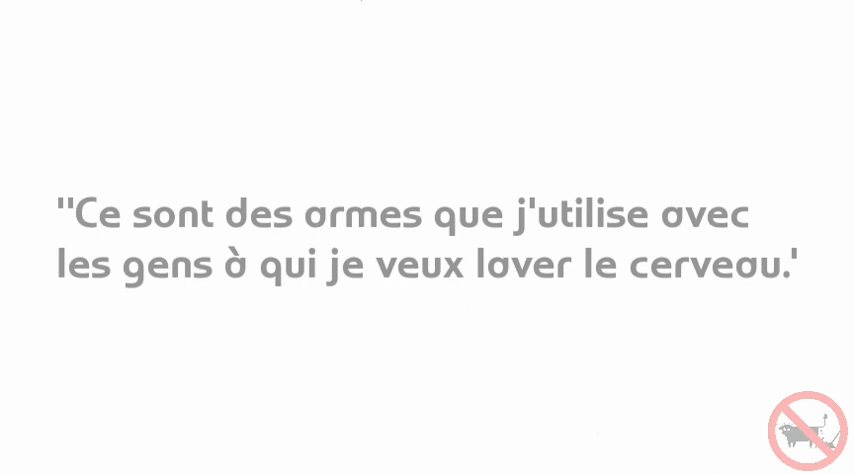 "Ce sont des armes que j'utilise avec
les gens à qui je veux laver le cerveau.'